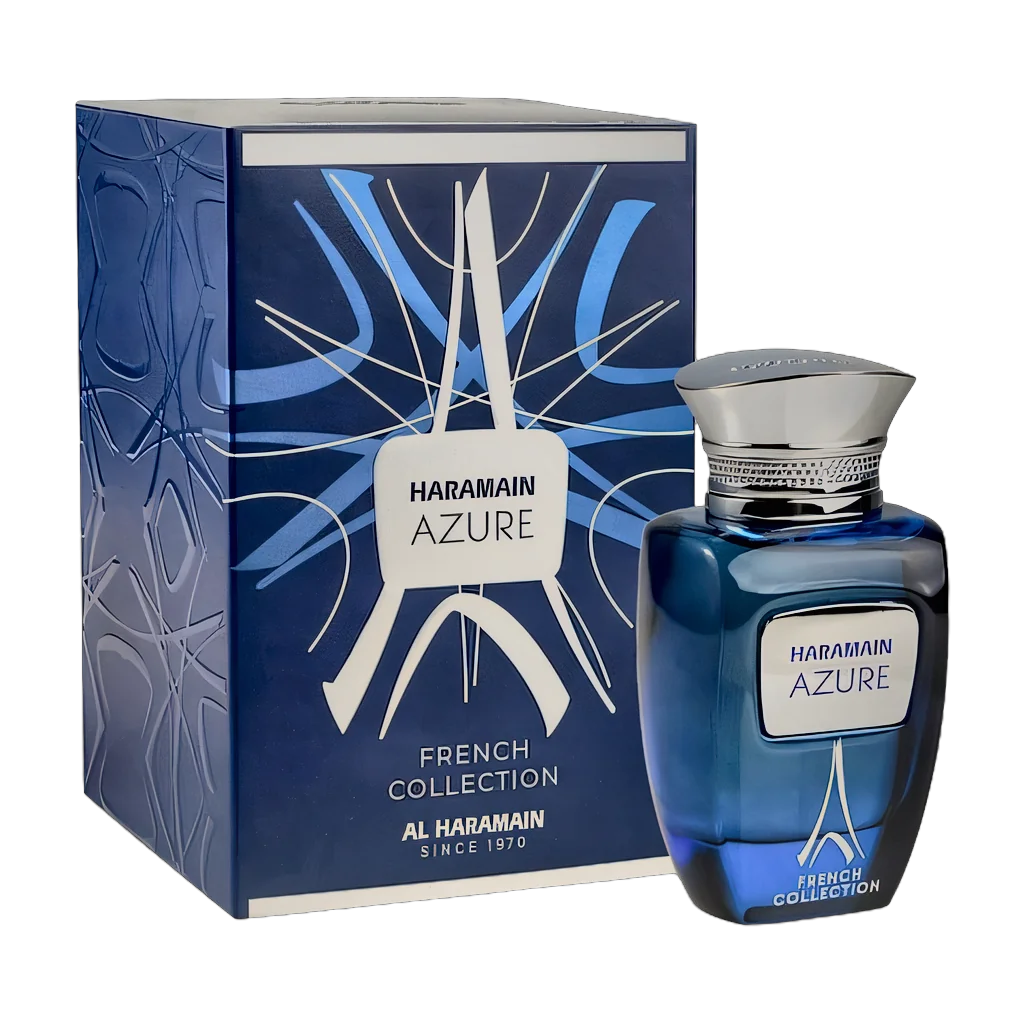 HARAMAIN
AZURE
FRENCH
COLLECTION
AL HARAMAIN
SINCE 1970
HARAMAIN
AZURE
FRENCH
COLLECTION